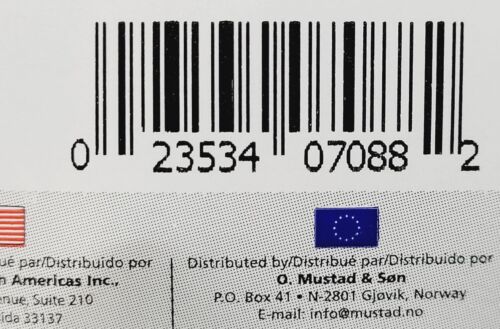 0 23534 07088 2
ué par/Distribuido por
n Americas Inc.,
enue, Suite 210
ida 33137
Distributed by/Distribué par/Distribuido por
O. Mustad & Søn
P.O. Box 41 • N-2801 Gjøvik, Norway
E-mail: info@mustad.no